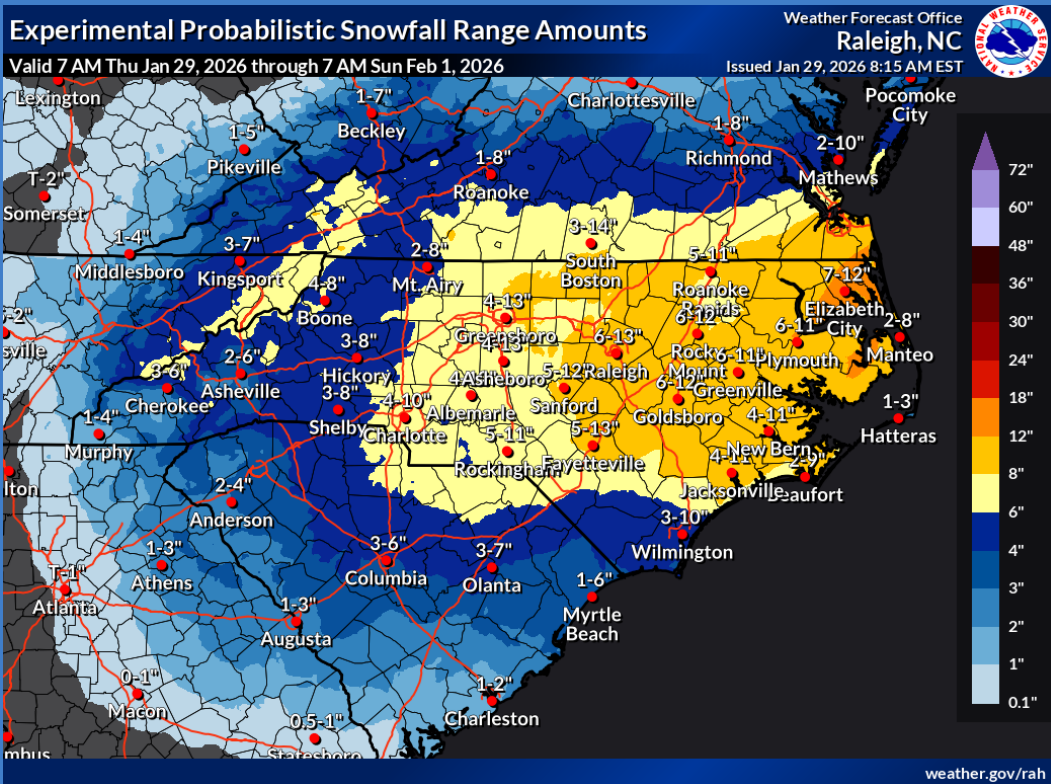 Experimental Probabilistic Snowfall Range Amounts
Valid 7 AM Thu Jan 29, 2026 through 7 AM Sun Feb 1, 2026
Weather Forecast Office
Raleigh, NC
Issued Jan 29, 2026 8:15 AM EST
NATIONAL WEATHER SERVICE
Lexington
1-7"
Beckley
Charlottesville
Pocomoke
City
1-5"
Pikeville
1-8"
Roanoke
1-8"
Richmond
2-10"
Mathews
T-2"
Somerset
1-4"
Middlesboro
3-7"
Kingsport
2-8"
Mt. Airy
3-14"
South
Boston
5-11"
Roanoke
Rapids
7-12"
Elizabeth
City
4-8"
Boone
4-13"
Greensboro
6-12"
Rocky
Mount
6-11"
Plymouth
2-8"
Manteo
-2"
sville
3-8"
Hickory
4-13"
Asheboro
6-13"
Raleigh
6-11"
Greenville
2-6"
Asheville
3-6"
Cherokee
Albemarle
5-12"
Sanford
6-12"
Goldsboro
1-3"
Hatteras
3-8"
Shelby
4-10"
Charlotte
1-4"
Murphy
5-11"
Rockingham
5-13"
Fayetteville
4-11"
New Bern
4-11"
Jacksonville
2-9"
Beaufort
lton
2-4"
Anderson
3-10"
Wilmington
1-3"
Athens
3-6"
Columbia
3-7"
Olanta
T-1"
Atlanta
1-6"
Myrtle
Beach
1-3"
Augusta
0-1"
Macon
1-2"
Charleston
0.5-1"
Statesboro
mbus
72"
60"
48"
36"
30"
24"
18"
12"
8"
6"
4"
3"
2"
1"
0.1"
weather.gov/rah